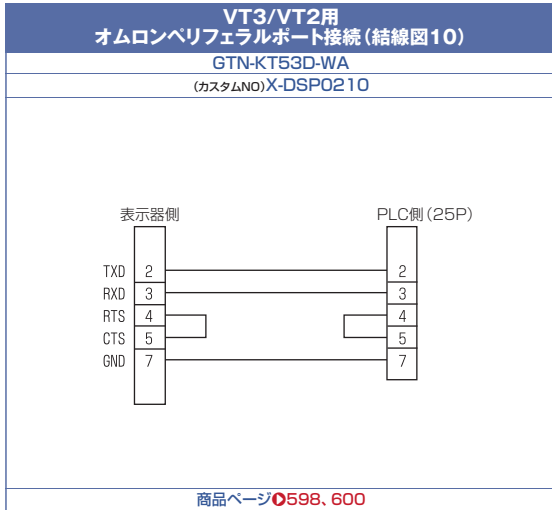 VT3/VT2用
オムロンペリフェラルポート接続(結線図10)
GTN-KT53D-WA
(カスタムNO)X-DSP0210
表示器側 PLC側(25P)
TXD 2 2
RXD 3 3
RTS 4 4
CTS 5 5
GND 7 7
商品ページ 598、600